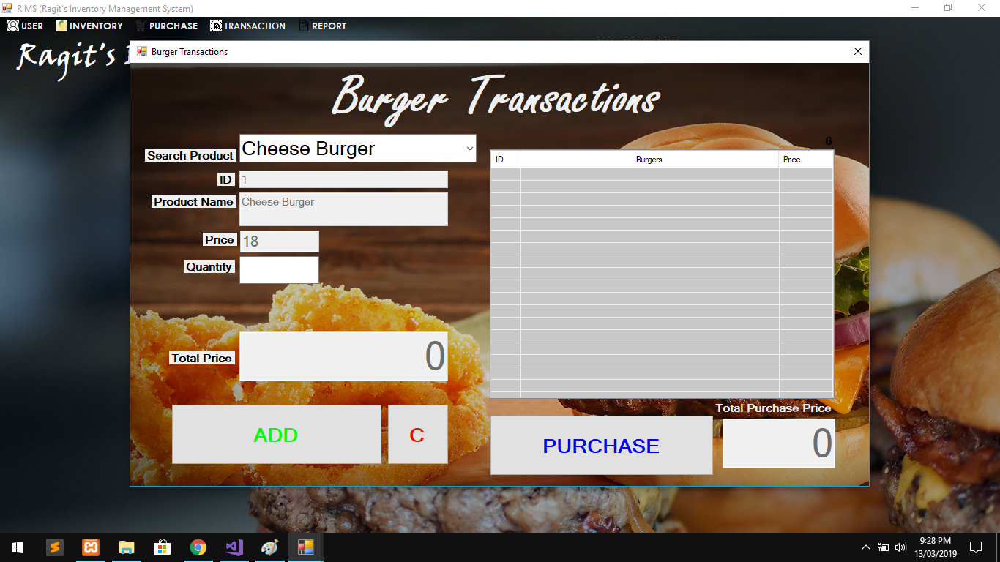 RIMS (Ragit's Inventory Management System)
USER INVENTORY PURCHASE TRANSACTION REPORT
Ragit's
Burger Transactions
Burger Transactions
Search Product Cheese Burger
6
ID Burgers Price
ID 1
Product Name Cheese Burger
Price 18
Quantity
Total Price 0
Total Purchase Price
ADD C PURCHASE 0
9:28 PM
13/03/2019